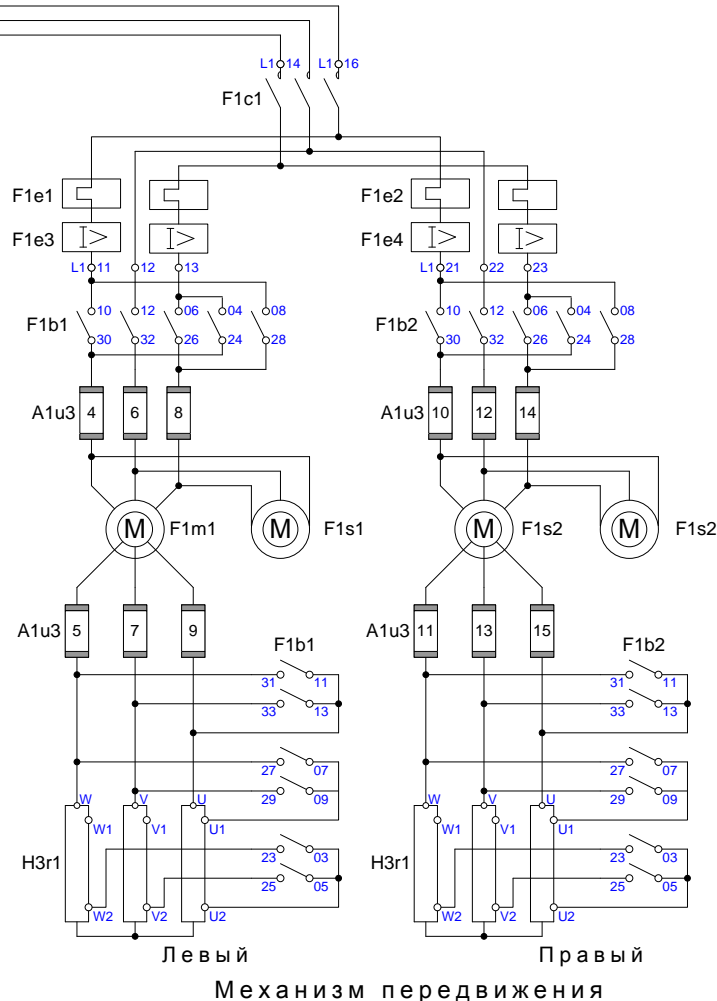 L1 14 L1 16
F1c1
F1e1 F1e2
F1e3 I> I> F1e4 I> I>
L1 11 12 13 L1 21 22 23
10 12 06 04 08 10 12 06 04 08
F1b1 F1b2
30 32 26 24 28 30 32 26 24 28
A1u3 4 6 8 A1u3 10 12 14
M F1m1 M F1s1 M F1s2 M F1s2
A1u3 5 7 9 A1u3 11 13 15
F1b1 F1b2
31 11 31 11
33 13 33 13
27 07 27 07
29 09 29 09
W V U W V U
W1 V1 U1 W1 V1 U1
23 03 23 03
H3r1 H3r1
25 05 25 05
W2 V2 U2 W2 V2 U2
Левый Правый
Механизм передвижения